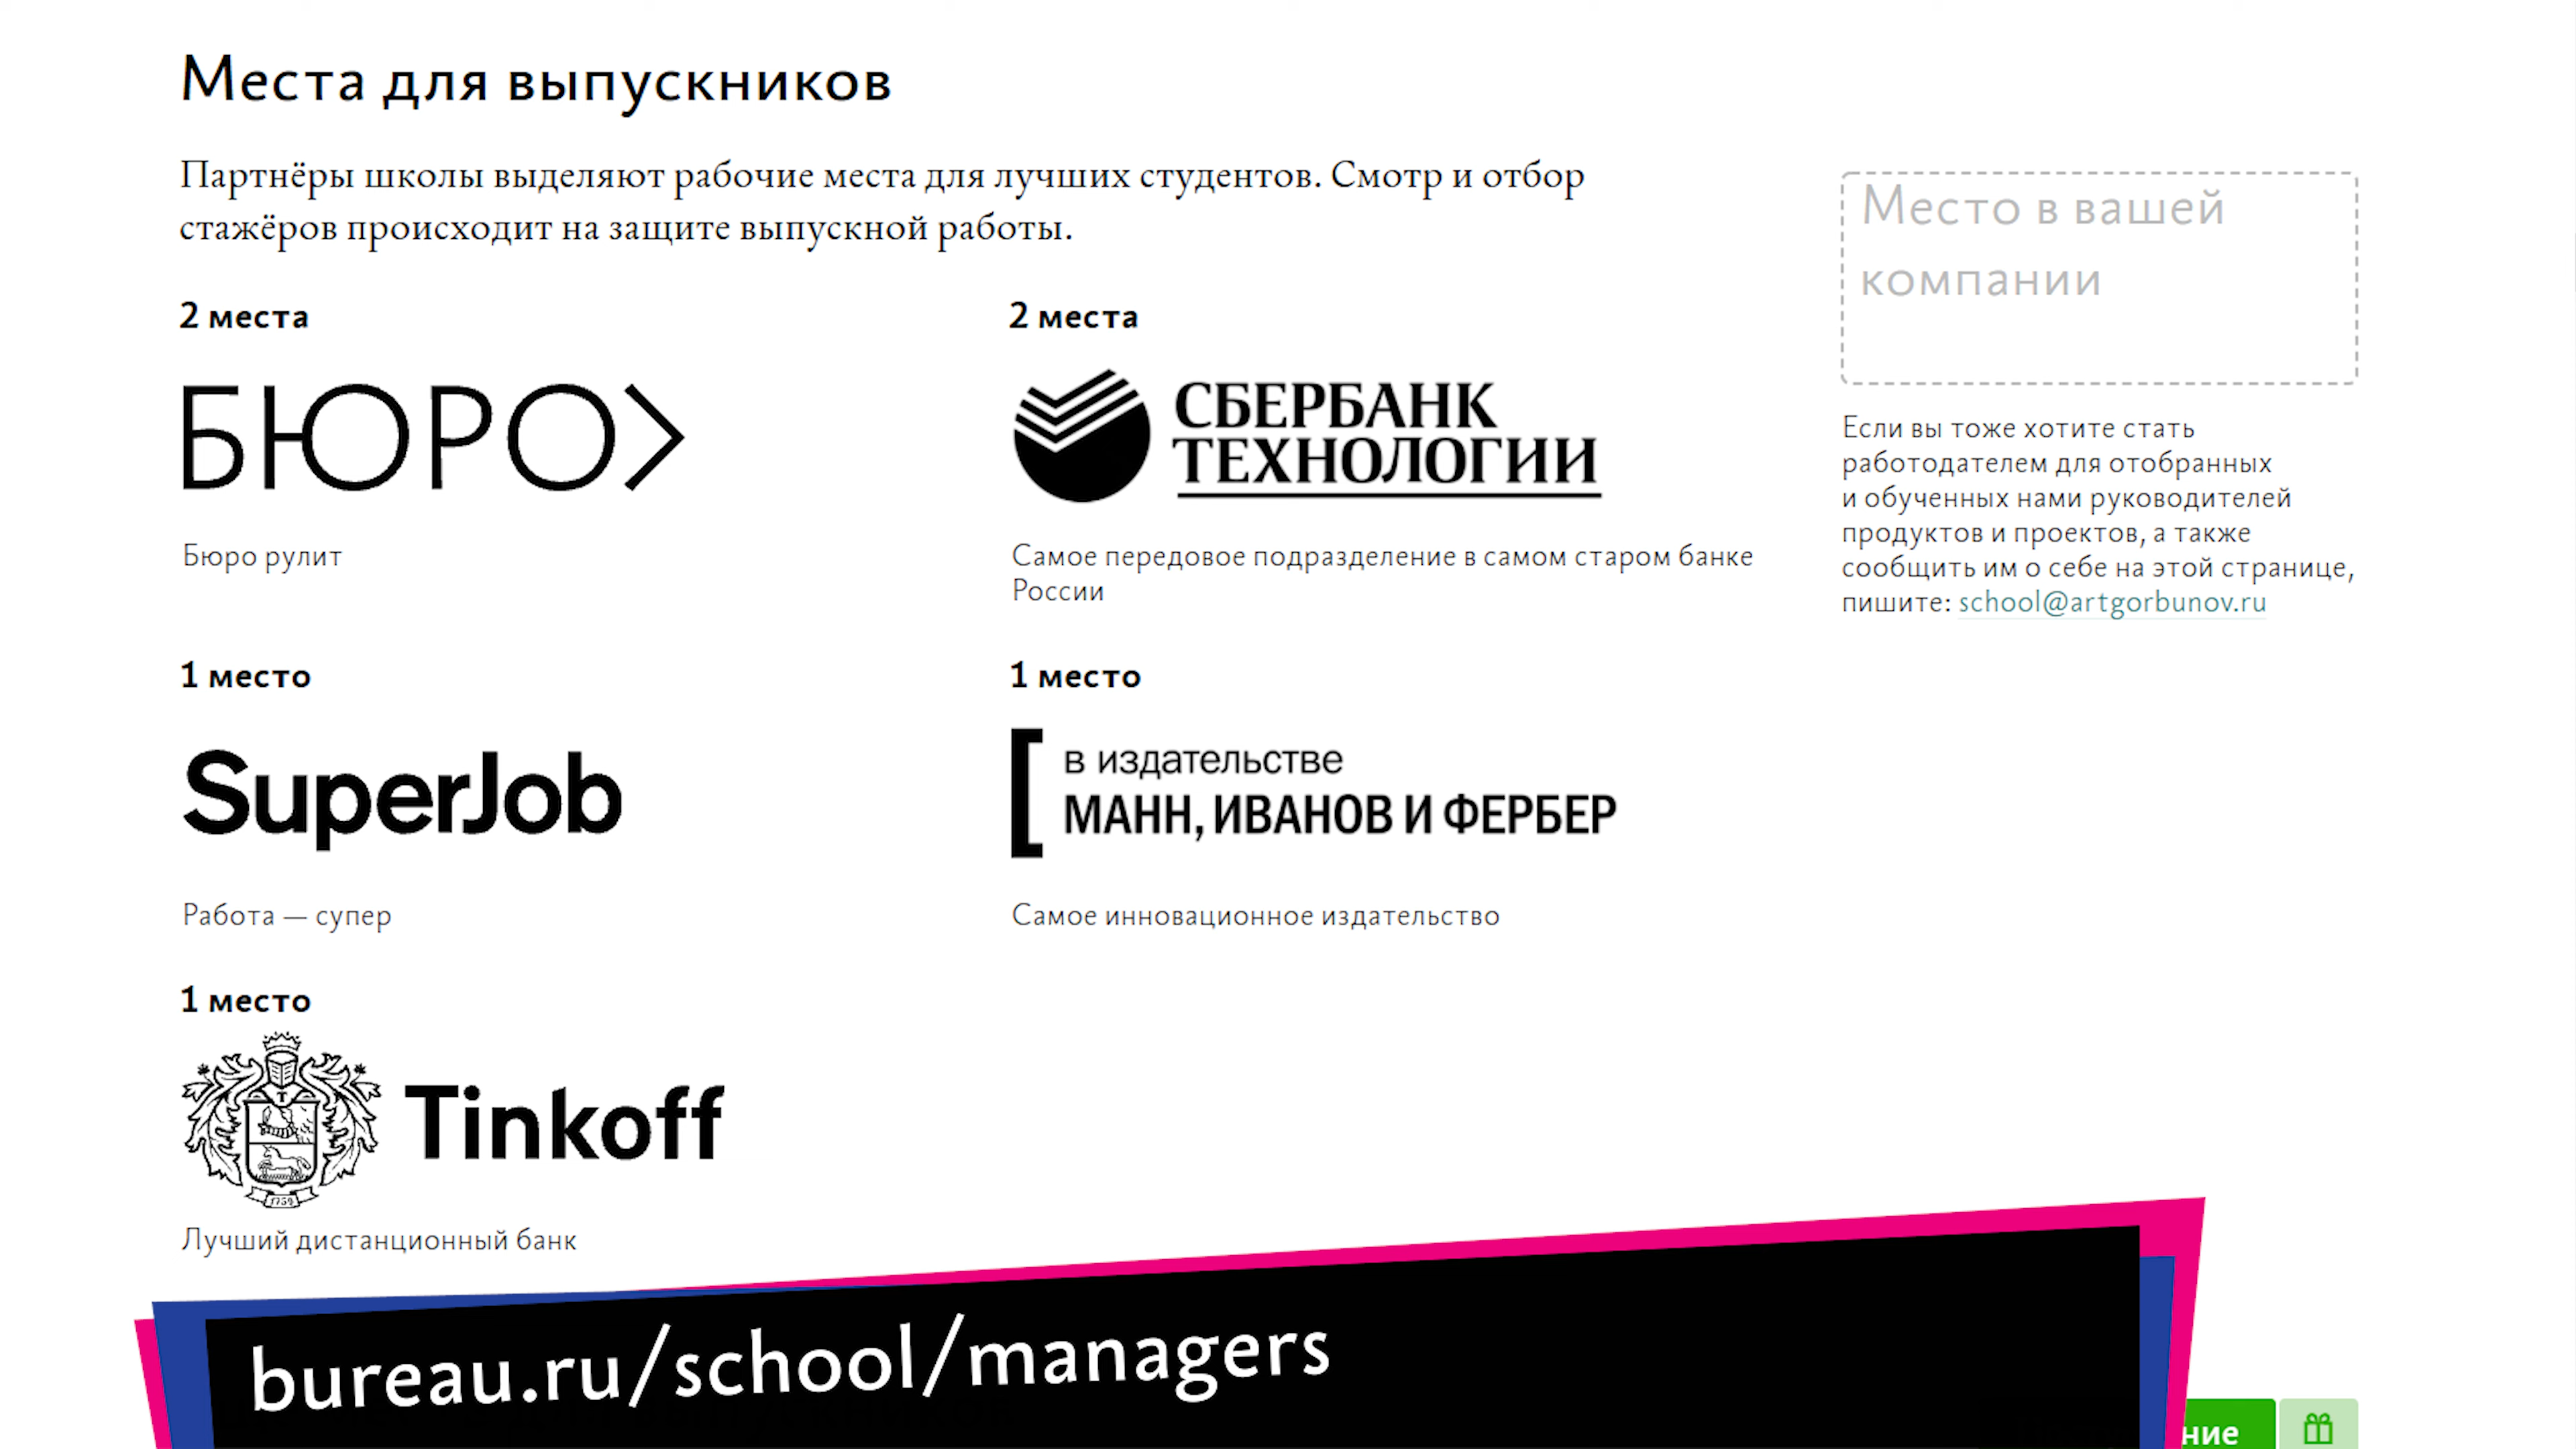 Места для выпускников
Партнёры школы выделяют рабочие места для лучших студентов. Смотр и отбор
стажёров происходит на защите выпускной работы.
2 места
БЮРО>
Бюро рулит
2 места
СБЕРБАНК
ТЕХНОЛОГИИ
Самое передовое подразделение в самом старом банке
России
1 место
SuperJob
Работа — супер
1 место
[ в издательстве
МАНН, ИВАНОВ И ФЕРБЕР
Самое инновационное издательство
1 место
Т
1759
Tinkoff
Лучший дистанционный банк
Место в вашей
компании
Если вы тоже хотите стать
работодателем для отобранных
и обученных нами руководителей
продуктов и проектов, а также
сообщить им о себе на этой странице,
пишите: school@artgorbunov.ru
bureau.ru/school/managers
ние